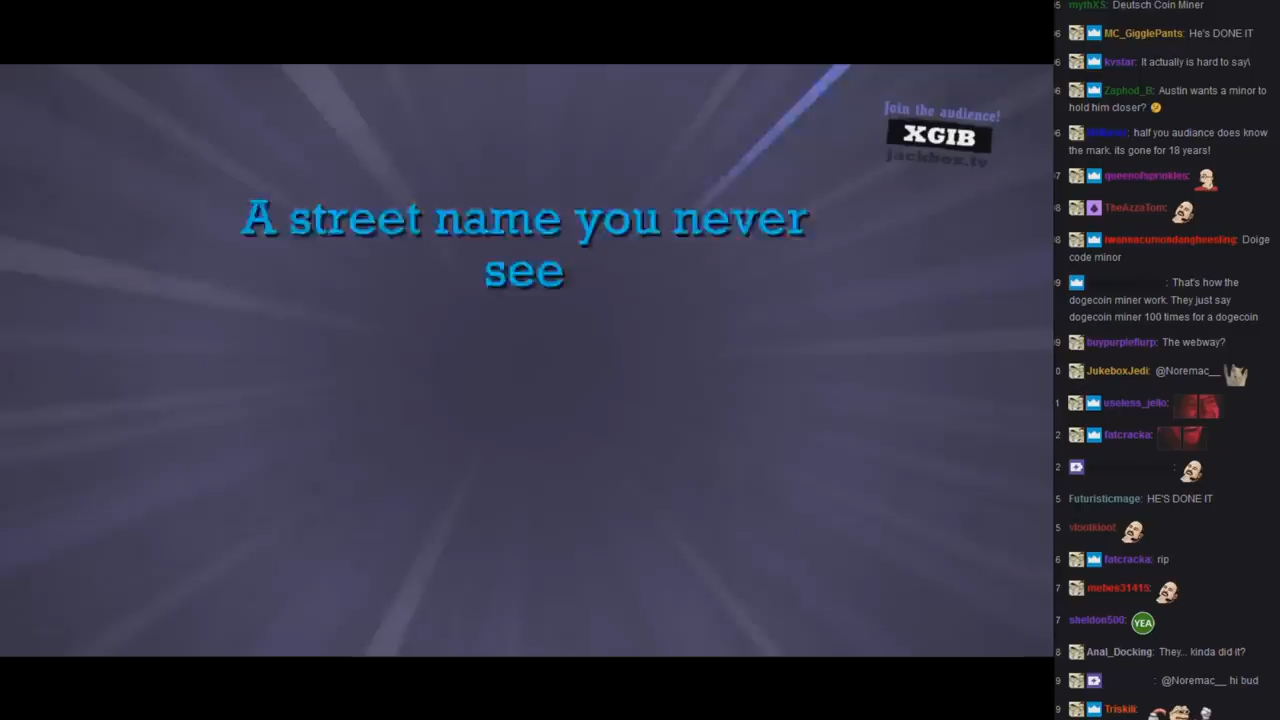 Join the audience!
XGIB
jackbox.tv
A street name you never
see
mythXS: Deutsch Coin Miner
MC_GigglePants: He's DONE IT
kvstar: It actually is hard to say\
Zaphod_B: Austin wants a minor to
hold him closer?
: half you audience does know
the mark. its gone for 18 years!
queenofsprinkles:
TheAzzaTom:
iwannacumondangheesling: Doige
code minor
: That's how the
dogecoin miner work. They just say
dogecoin miner 100 times for a dogecoin
buypurpleflurp: The webway?
JukeboxJedi: @Noremac__
useless_jello:
fatcracka:
:
Futuristicmage: HE'S DONE IT
vlootkloot:
fatcracka: rip
mebes31415:
sheldon500: YEA
Anal_Docking: They... kinda did it?
: @Noremac__ hi bud
Triskili: